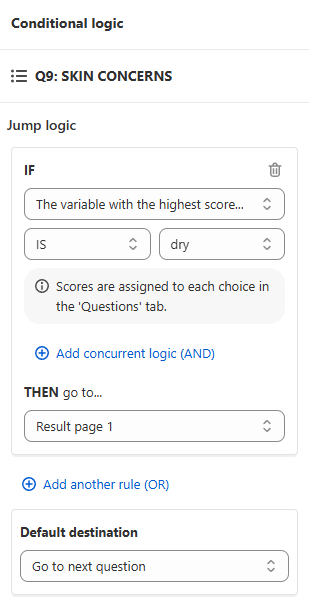 Conditional logic
Q9: SKIN CONCERNS
Jump logic
IF
The variable with the highest score...
IS
dry
Scores are assigned to each choice in
the 'Questions' tab.
Add concurrent logic (AND)
THEN go to...
Result page 1
Add another rule (OR)
Default destination
Go to next question